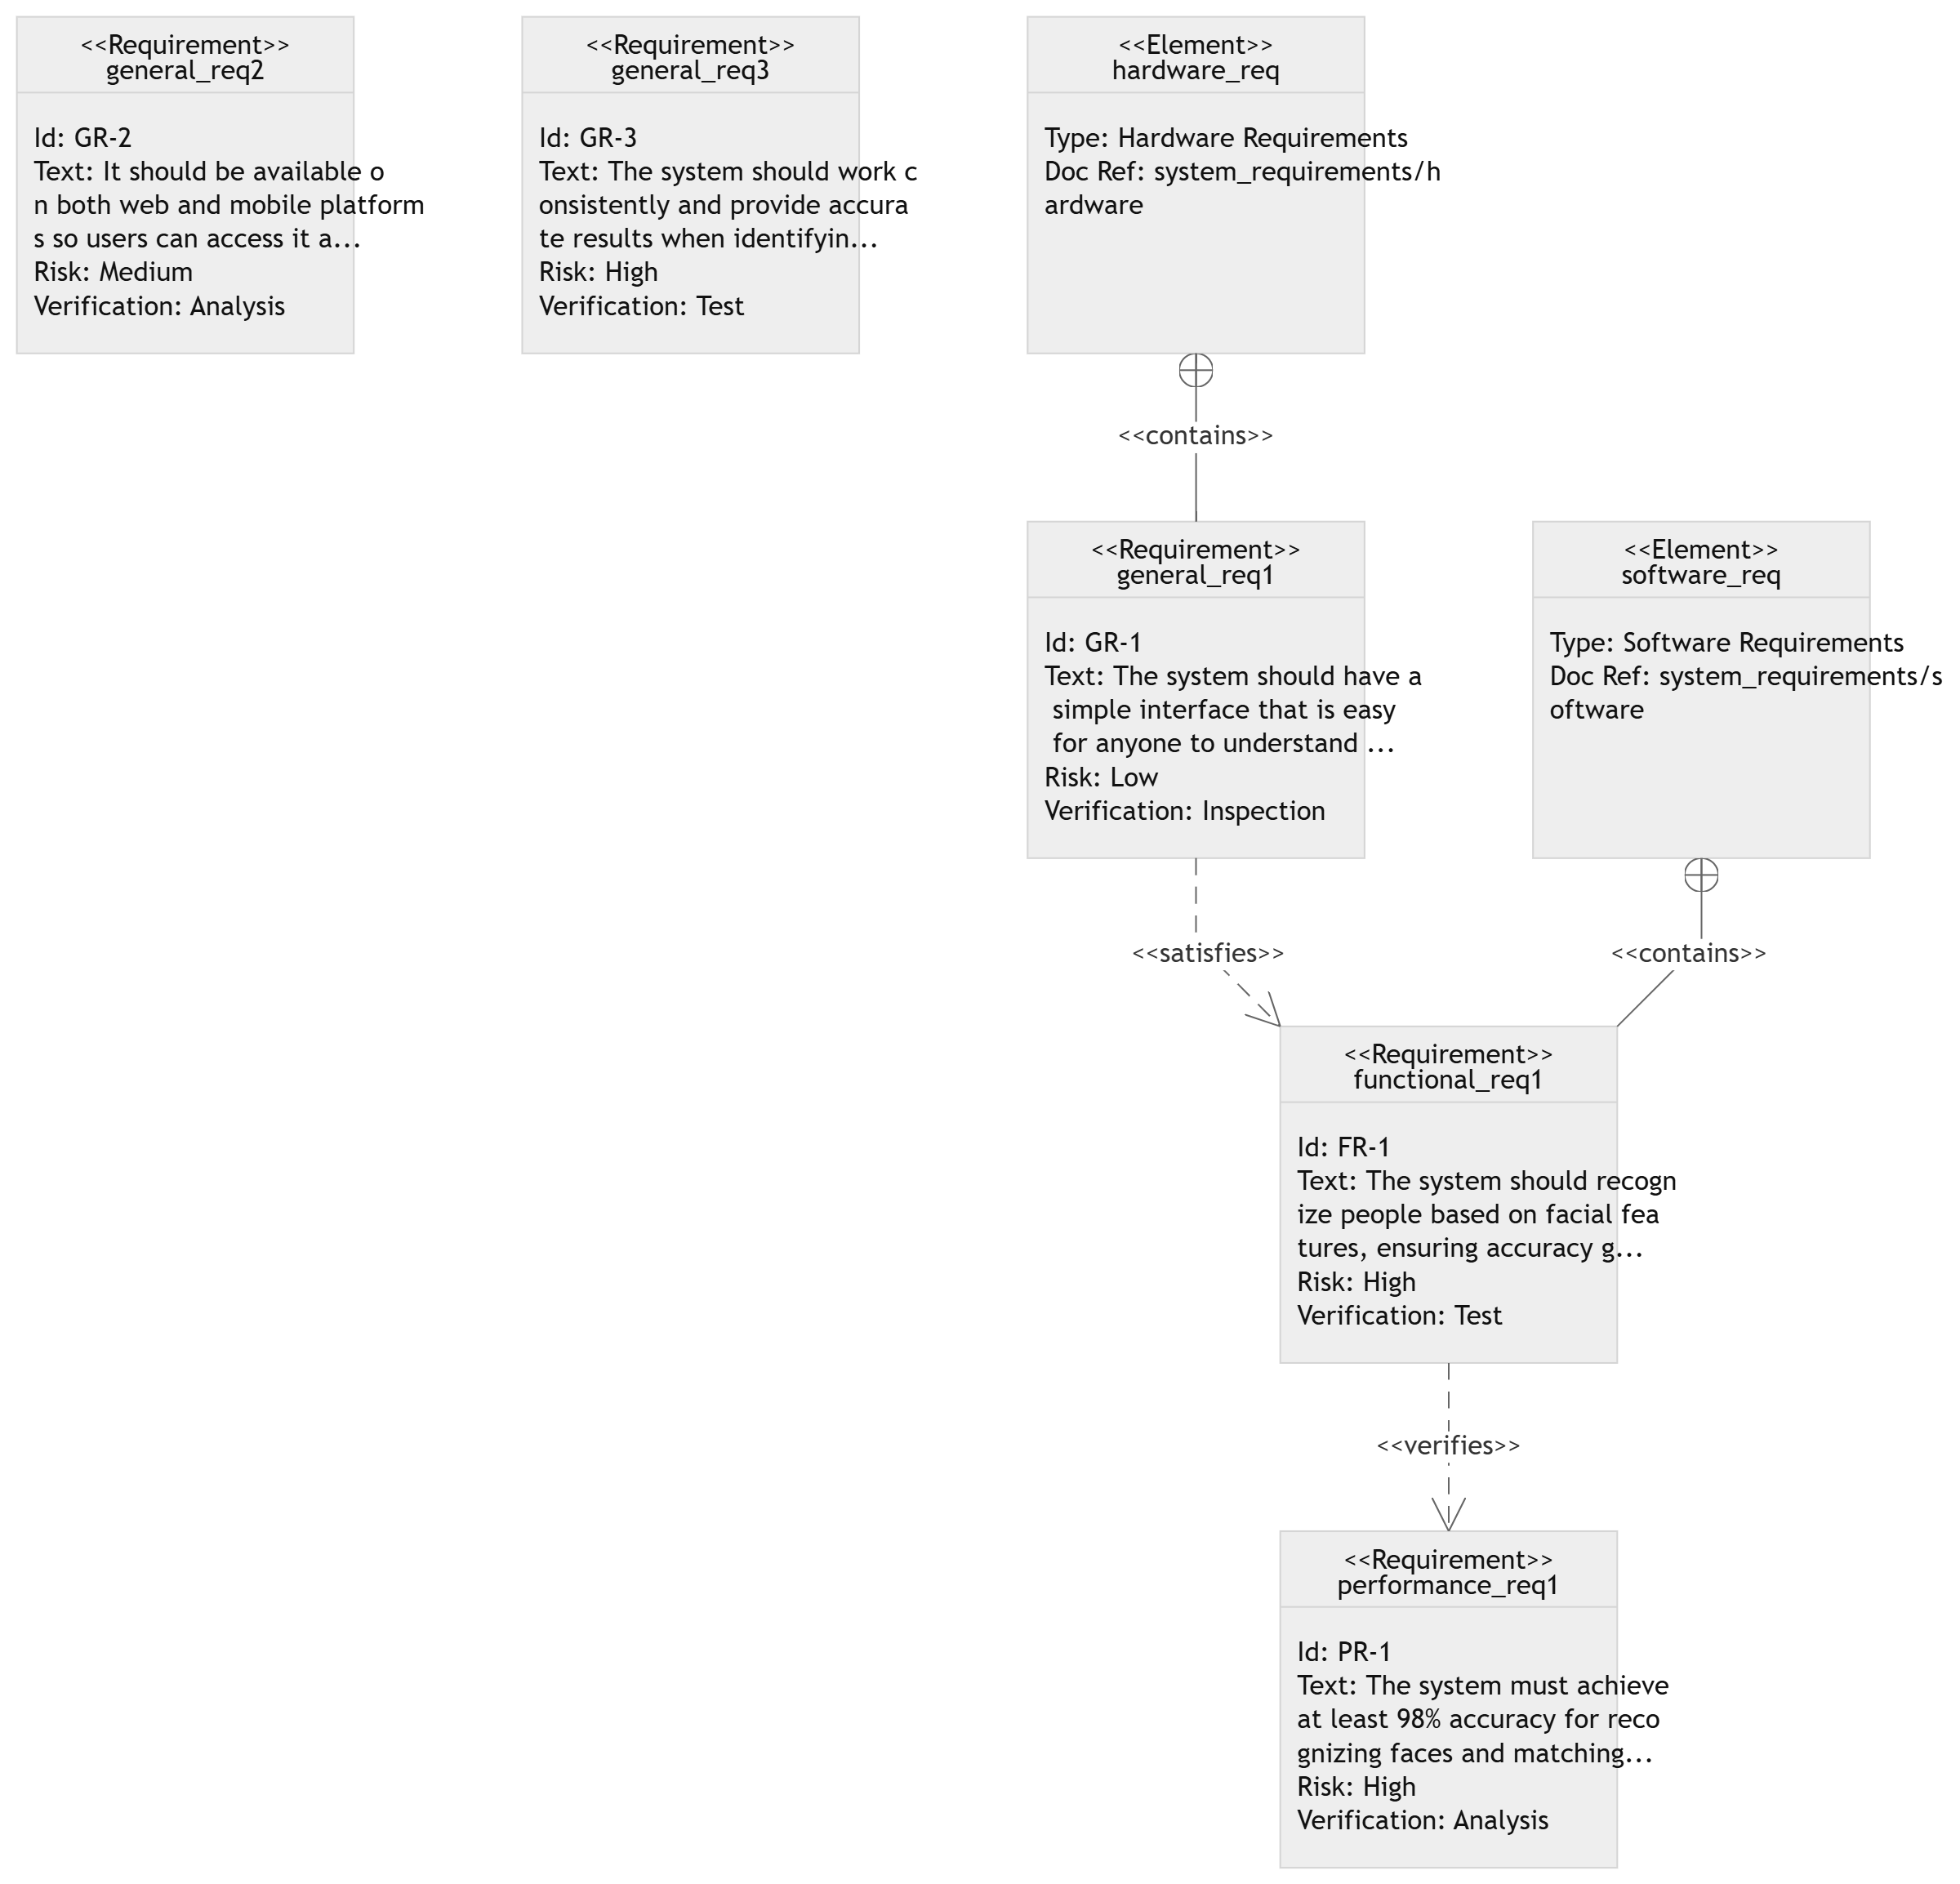 <<Requirement>>
general_req2
Id: GR-2
Text: It should be available o
n both web and mobile platform
s so users can access it a...
Risk: Medium
Verification: Analysis
<<Requirement>>
general_req3
Id: GR-3
Text: The system should work c
onsistently and provide accura
te results when identifyin...
Risk: High
Verification: Test
<<Element>>
hardware_req
Type: Hardware Requirements
Doc Ref: system_requirements/h
ardware
<<contains>>
<<Requirement>>
general_req1
Id: GR-1
Text: The system should have a
simple interface that is easy
for anyone to understand ...
Risk: Low
Verification: Inspection
<<Element>>
software_req
Type: Software Requirements
Doc Ref: system_requirements/s
oftware
<<satisfies>>
<<contains>>
<<Requirement>>
functional_req1
Id: FR-1
Text: The system should recogn
ize people based on facial fea
tures, ensuring accuracy g...
Risk: High
Verification: Test
<<verifies>>
<<Requirement>>
performance_req1
Id: PR-1
Text: The system must achieve
at least 98% accuracy for reco
gnizing faces and matching...
Risk: High
Verification: Analysis